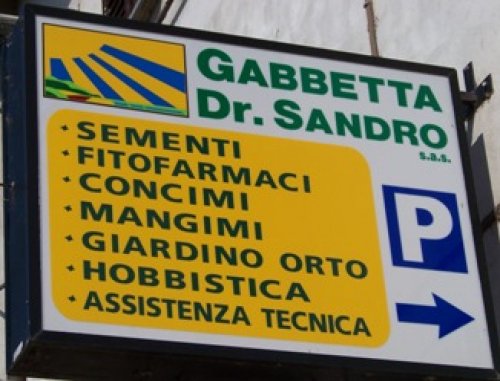 GABBETTA
Dr. SANDRO
s.a.s.
• SEMENTI
• FITOFARMACI
• CONCIMI
• MANGIMI
• GIARDINO ORTO
• HOBBISTICA
• ASSISTENZA TECNICA
P